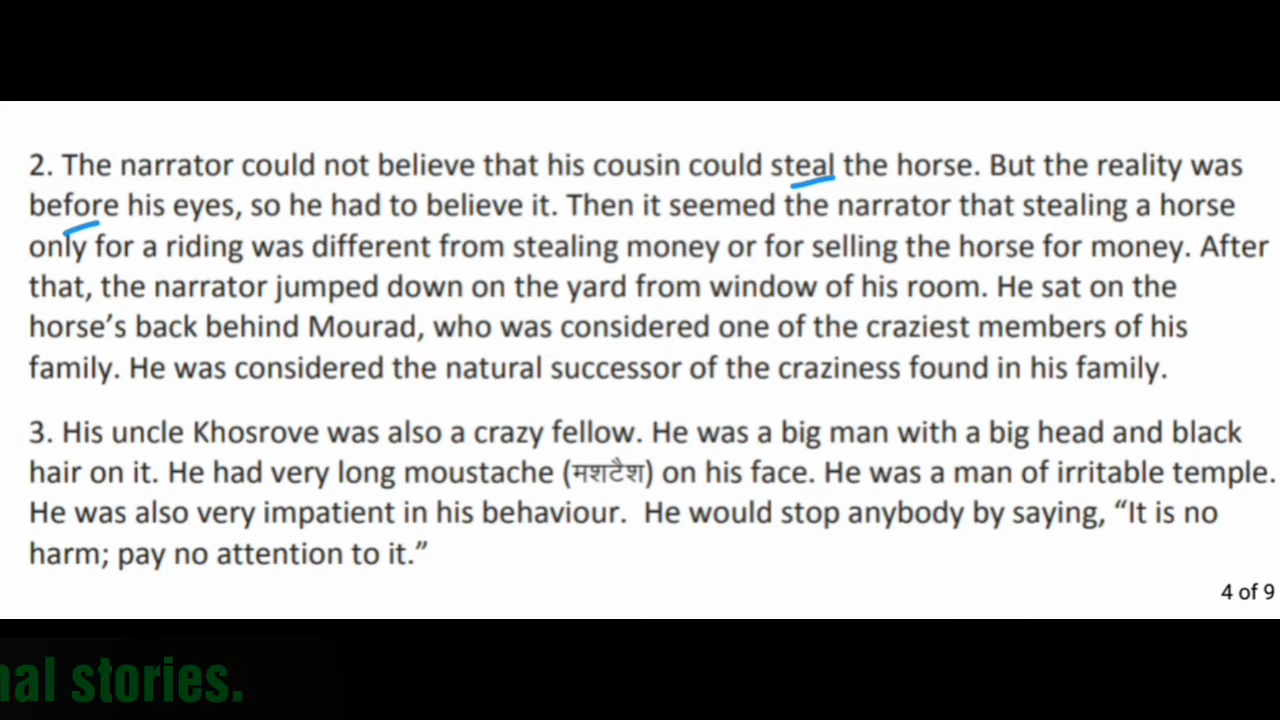 2. The narrator could not believe that his cousin could steal the horse. But the reality was
before his eyes, so he had to believe it. Then it seemed the narrator that stealing a horse
only for a riding was different from stealing money or for selling the horse for money. After
that, the narrator jumped down on the yard from window of his room. He sat on the
horse's back behind Mourad, who was considered one of the craziest members of his
family. He was considered the natural successor of the craziness found in his family.
3. His uncle Khosrove was also a crazy fellow. He was a big man with a big head and black
hair on it. He had very long moustache (मशटैश) on his face. He was a man of irritable temple.
He was also very impatient in his behaviour. He would stop anybody by saying, “It is no
harm; pay no attention to it.”
4 of 9
nal stories.